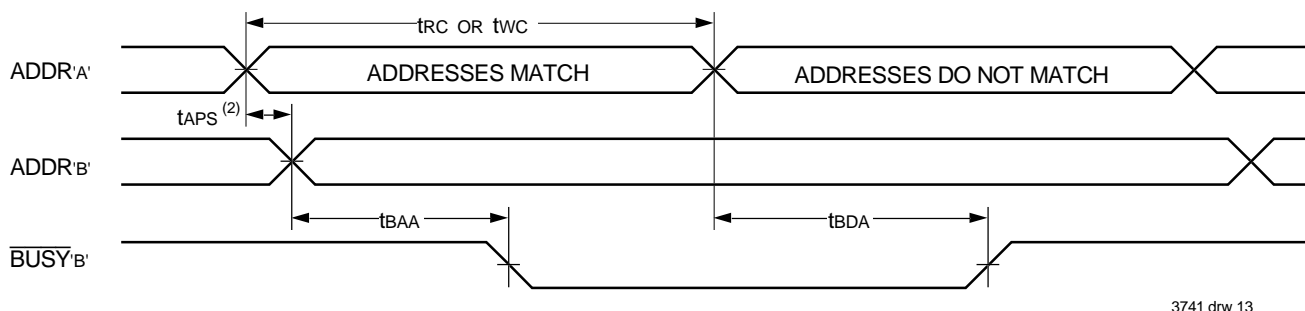 tRC OR tWC
ADDR'A'
ADDRESSES MATCH
ADDRESSES DO NOT MATCH
tAPS (2)
ADDR'B'
tBAA
tBDA
BUSY'B'
3741 drw 13